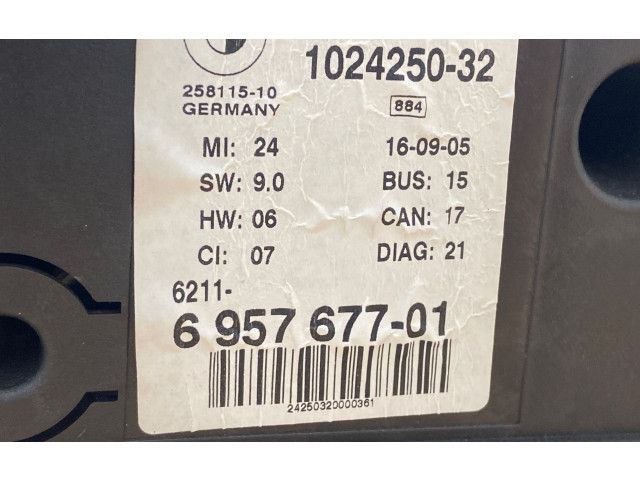 1024250-32
258115-10
GERMANY
884
MI: 24 16-09-05
SW: 9.0 BUS: 15
HW: 06 CAN: 17
CI: 07 DIAG: 21
6211-
6 957 677-01
24250320000361